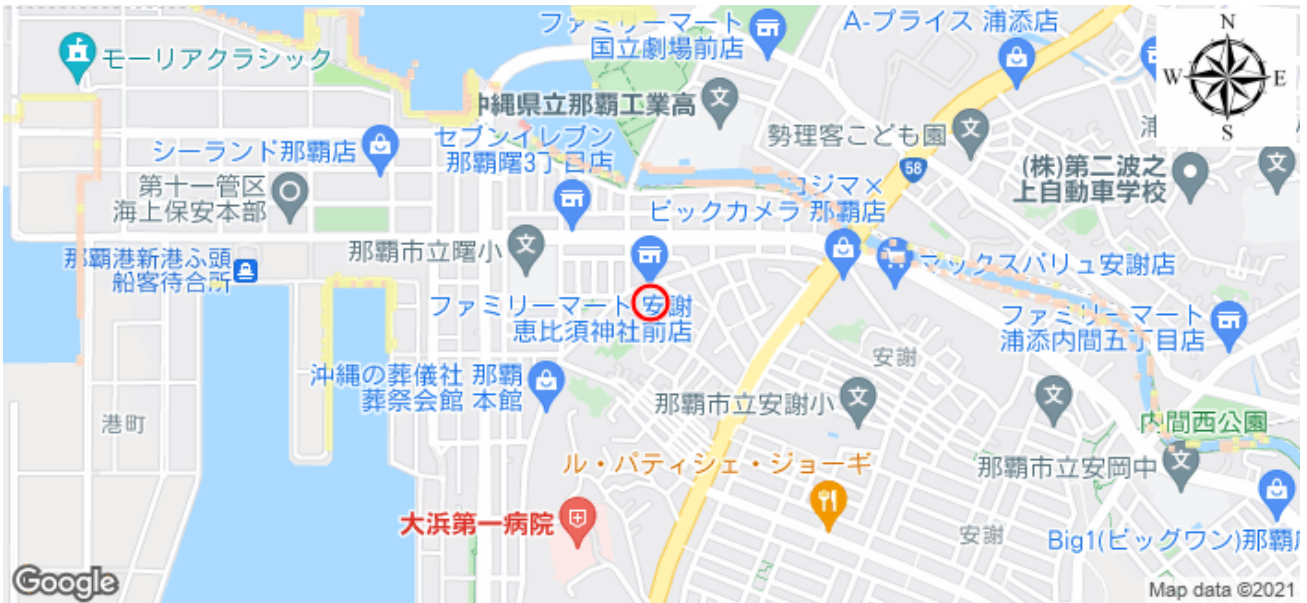 ファミリーマート
国立劇場前店
A-プライス 浦添店
N
W
E
S
モーリアクラシック
沖縄県立那覇工業高
セブンイレブン
那覇曙3丁目店
シーランド那覇店
第十一管区
海上保安本部
勢理客こども園
58
浦
(株)第二波之
上自動車学校
コジマ×
ビックカメラ 那覇店
那覇市立曙小
那覇港新港ふ頭
船客待合所
マックスバリュ安謝店
ファミリーマート 安謝
恵比須神社前店
ファミリーマート
浦添内間五丁目店
安謝
沖縄の葬儀社 那覇
葬祭会館 本館
那覇市立安謝小
港町
内間西公園
ル・パティシェ・ジョーギ
那覇市立安岡中
大浜第一病院
安謝
Big1(ビッグワン)那覇
Google
Map data ©2021